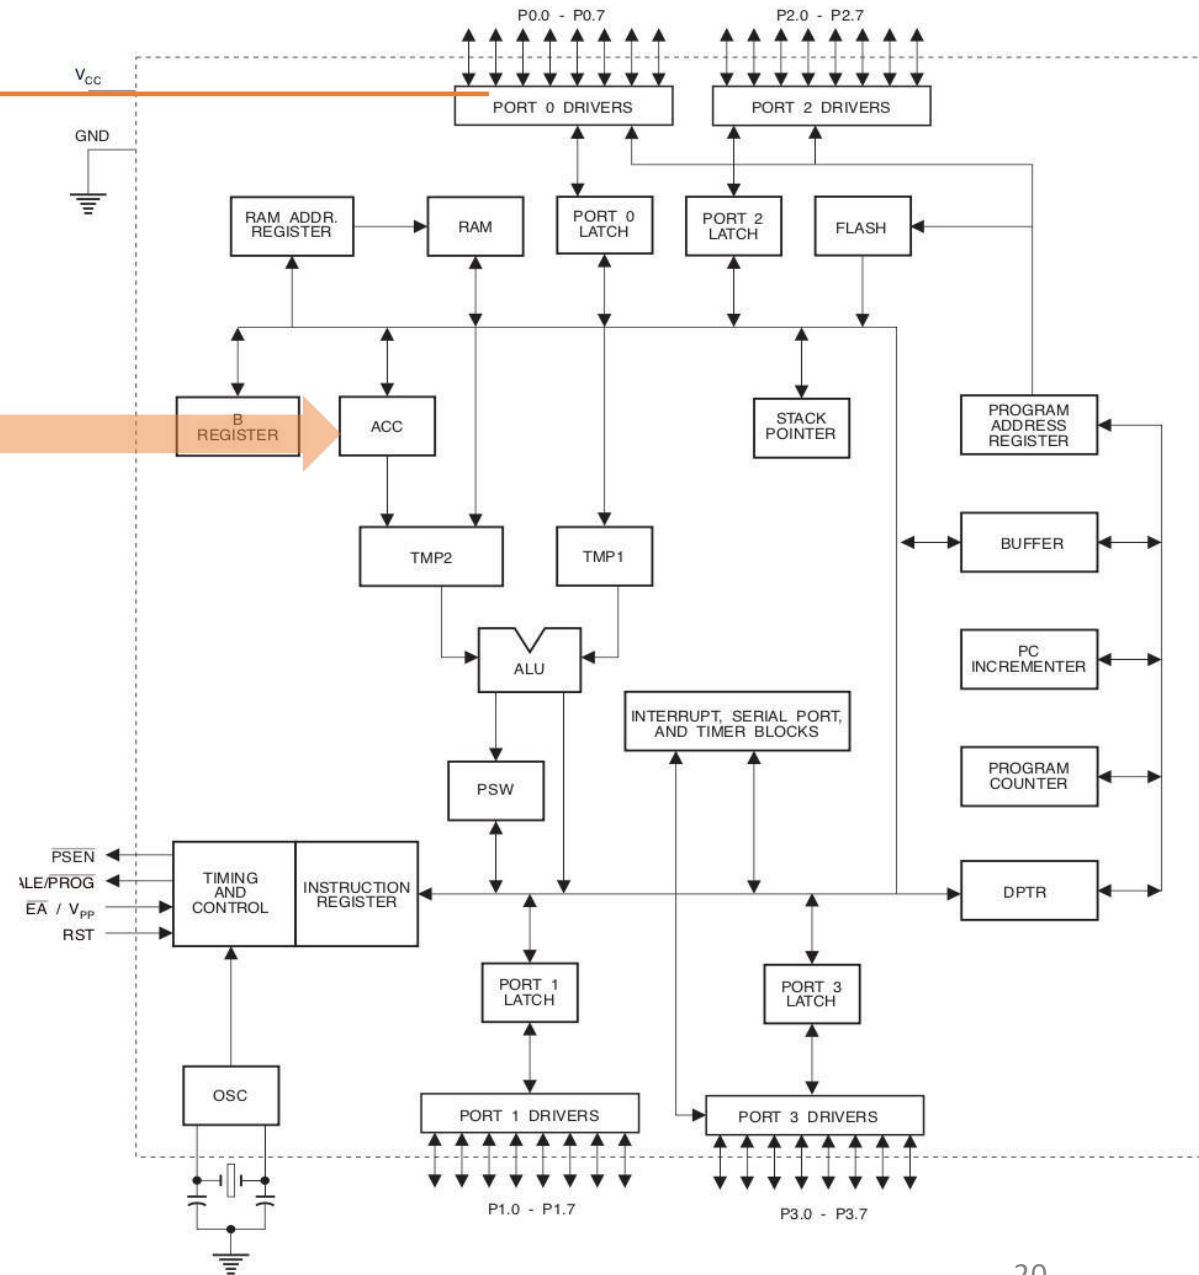 P0.0 - P0.7
P2.0 - P2.7
VCC
PORT 0 DRIVERS
PORT 2 DRIVERS
GND
RAM ADDR.
REGISTER
RAM
PORT 0
LATCH
PORT 2
LATCH
FLASH
B
REGISTER
ACC
STACK
POINTER
PROGRAM
ADDRESS
REGISTER
TMP2
TMP1
BUFFER
ALU
PC
INCREMENTER
INTERRUPT, SERIAL PORT,
AND TIMER BLOCKS
PSW
PROGRAM
COUNTER
PSEN
ALE/PROG
EA / VPP
RST
TIMING
AND
CONTROL
INSTRUCTION
REGISTER
DPTR
PORT 1
LATCH
PORT 3
LATCH
OSC
PORT 1 DRIVERS
PORT 3 DRIVERS
P1.0 - P1.7
P3.0 - P3.7
20